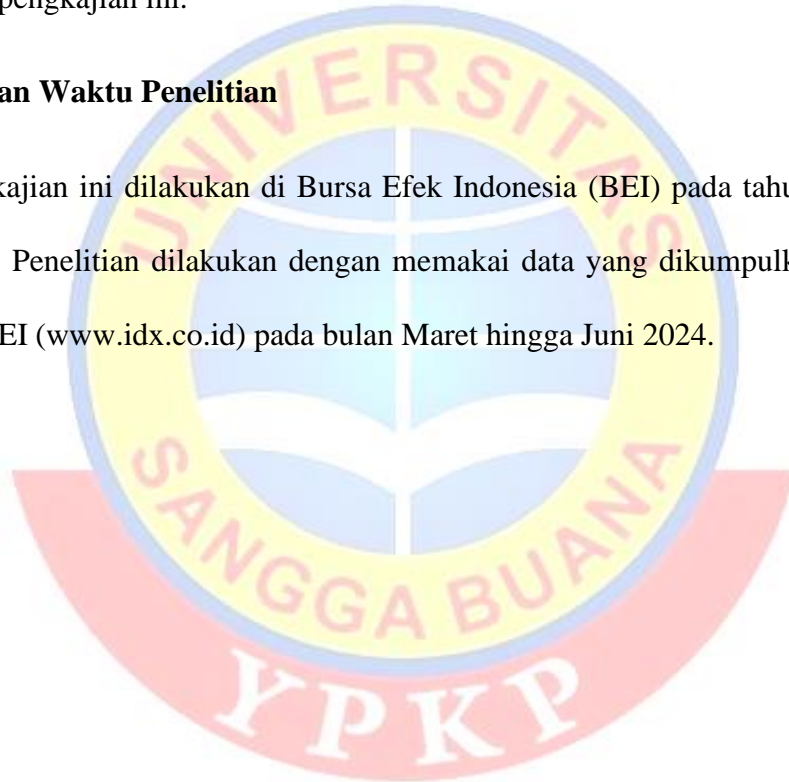 pengkajian ini.
an Waktu Penelitian
kajian ini dilakukan di Bursa Efek Indonesia (BEI) pada tahu
Penelitian dilakukan dengan memakai data yang dikumpulk
EI (www.idx.co.id) pada bulan Maret hingga Juni 2024.
UNIVERSITAS
SANGGA BUANA
YPKP